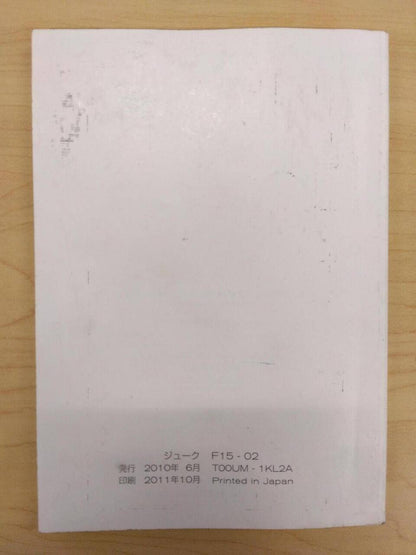 ジューク F15 - 02
発行 2010年 6月 T00UM - 1KL2A
印刷 2011年10月 Printed in Japan